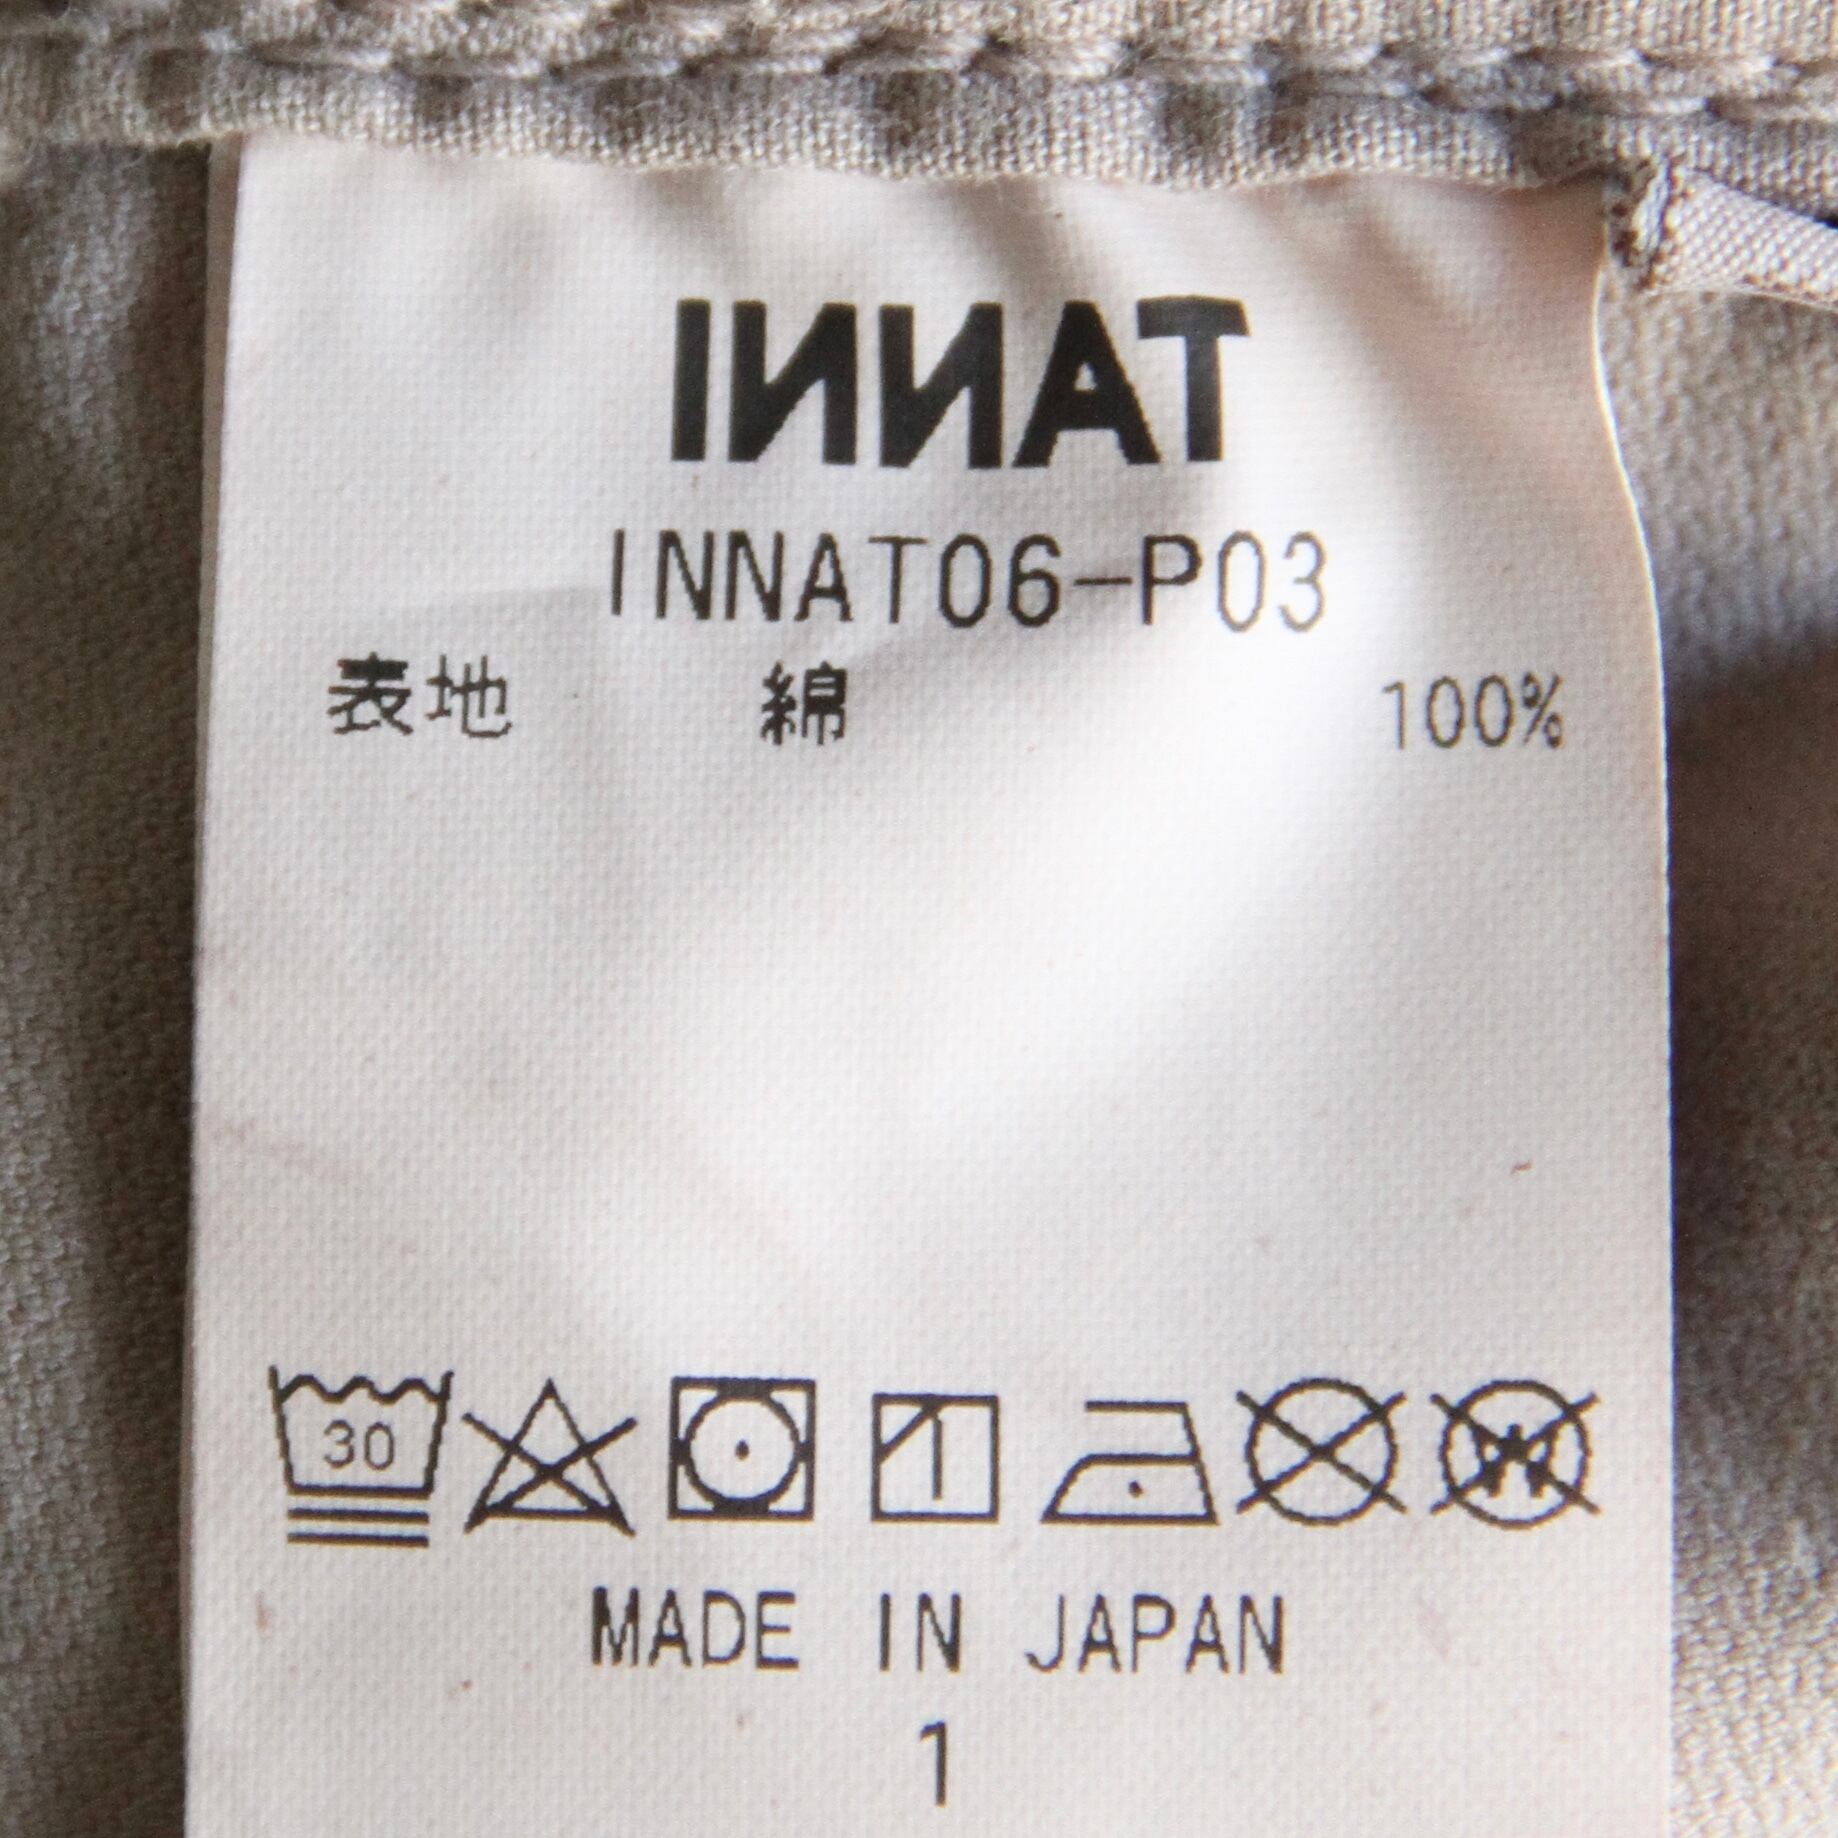 INNAT
INNAT06-P03
表地 綿 100%
30
MADE IN JAPAN
1